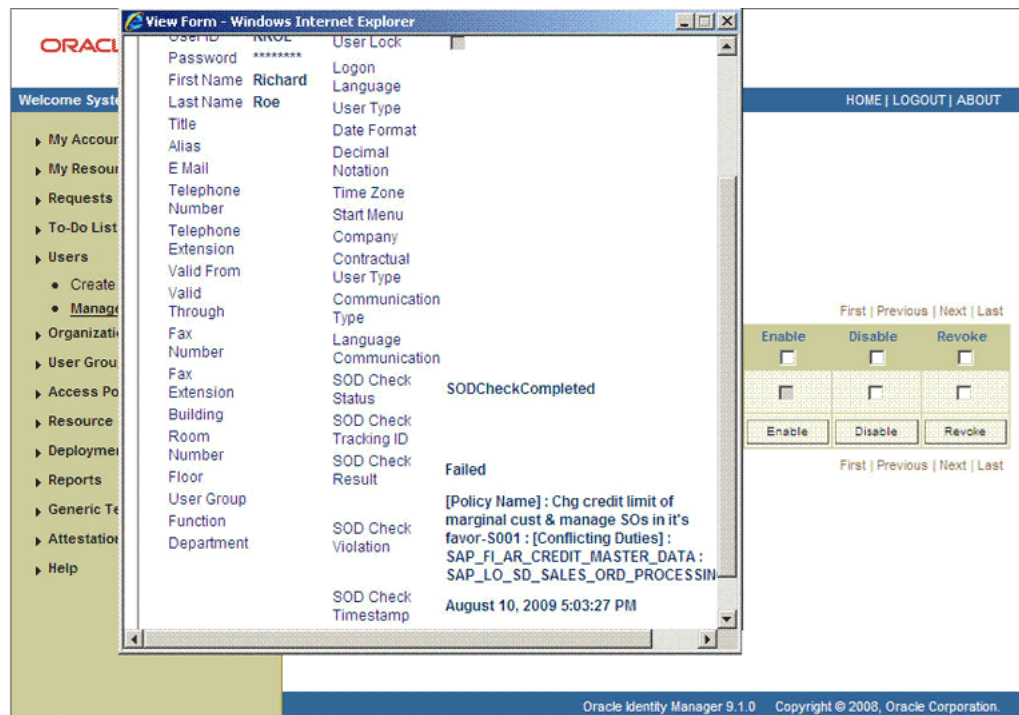 View Form - Windows Internet Explorer
ORACL
Welcome Syste
HOME | LOGOUT | ABOUT
My Accour
My Resour
Requests
To-Do List
Users
Create
Manage
Organizati
User Grou
Access Po
Resource
Deployme
Reports
Generic Te
Attestation
Help
User ID RROE
Password ********
First Name Richard
Last Name Roe
Title
Alias
E Mail
Telephone
Number
Telephone
Extension
Valid From
Valid
Through
Fax
Number
Fax
Extension
Building
Room
Number
Floor
User Group
Function
Department
User Lock
Logon
Language
User Type
Date Format
Decimal
Notation
Time Zone
Start Menu
Company
Contractual
User Type
Communication
Type
Language
Communication
SOD Check
Status
SODCheckCompleted
SOD Check
Tracking ID
SOD Check
Result
Failed
SOD Check
Violation
[Policy Name] : Chg credit limit of
marginal cust & manage SOs in it's
favor-S001 : [Conflicting Duties] :
SAP_FI_AR_CREDIT_MASTER_DATA :
SAP_LO_SD_SALES_ORD_PROCESSIN
SOD Check
Timestamp
August 10, 2009 5:03:27 PM
First | Previous | Next | Last
Enable Disable Revoke
Enable Disable Revoke
First | Previous | Next | Last
Oracle Identity Manager 9.1.0 Copyright © 2008, Oracle Corporation.